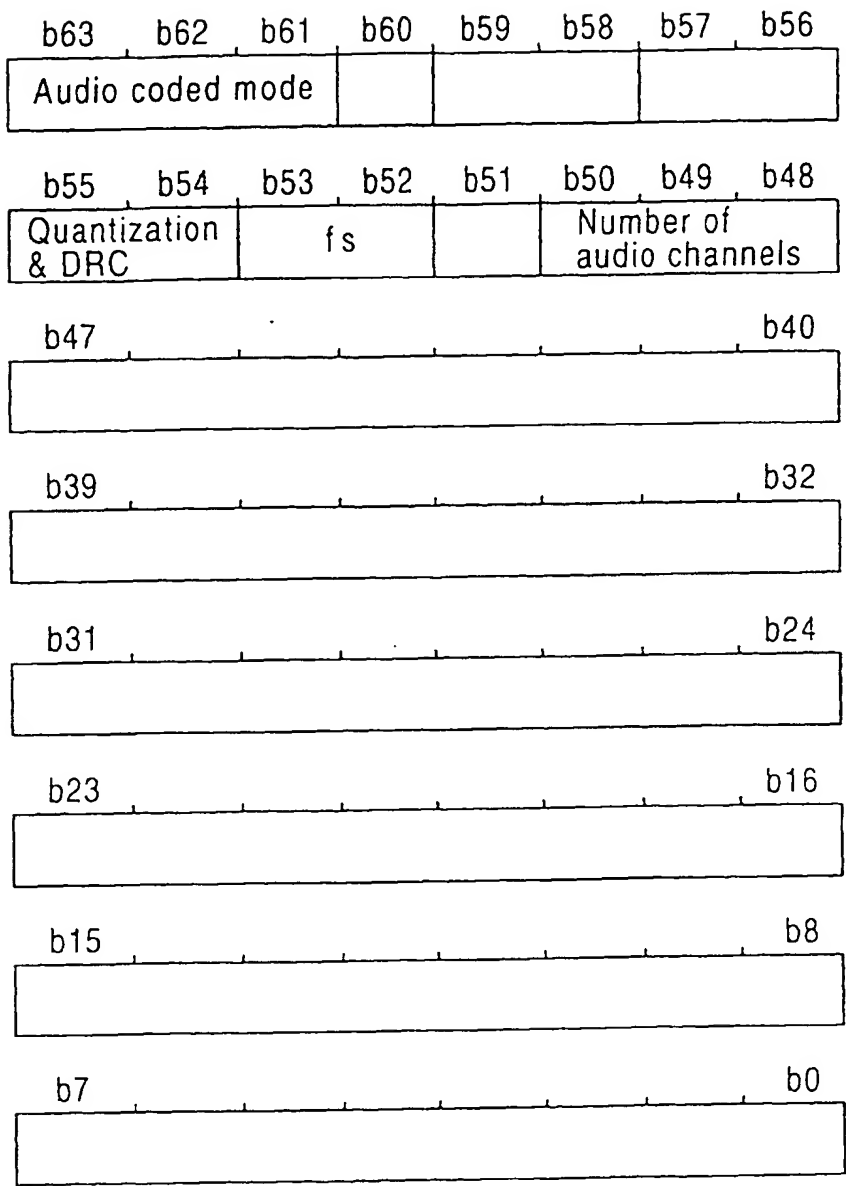 b63 b62 b61 b60 b59 b58 b57 b56
Audio coded mode
b55 b54 b53 b52 b51 b50 b49 b48
Quantization & DRC
fs
Number of audio channels
b47 b40
b39 b32
b31 b24
b23 b16
b15 b8
b7 b0